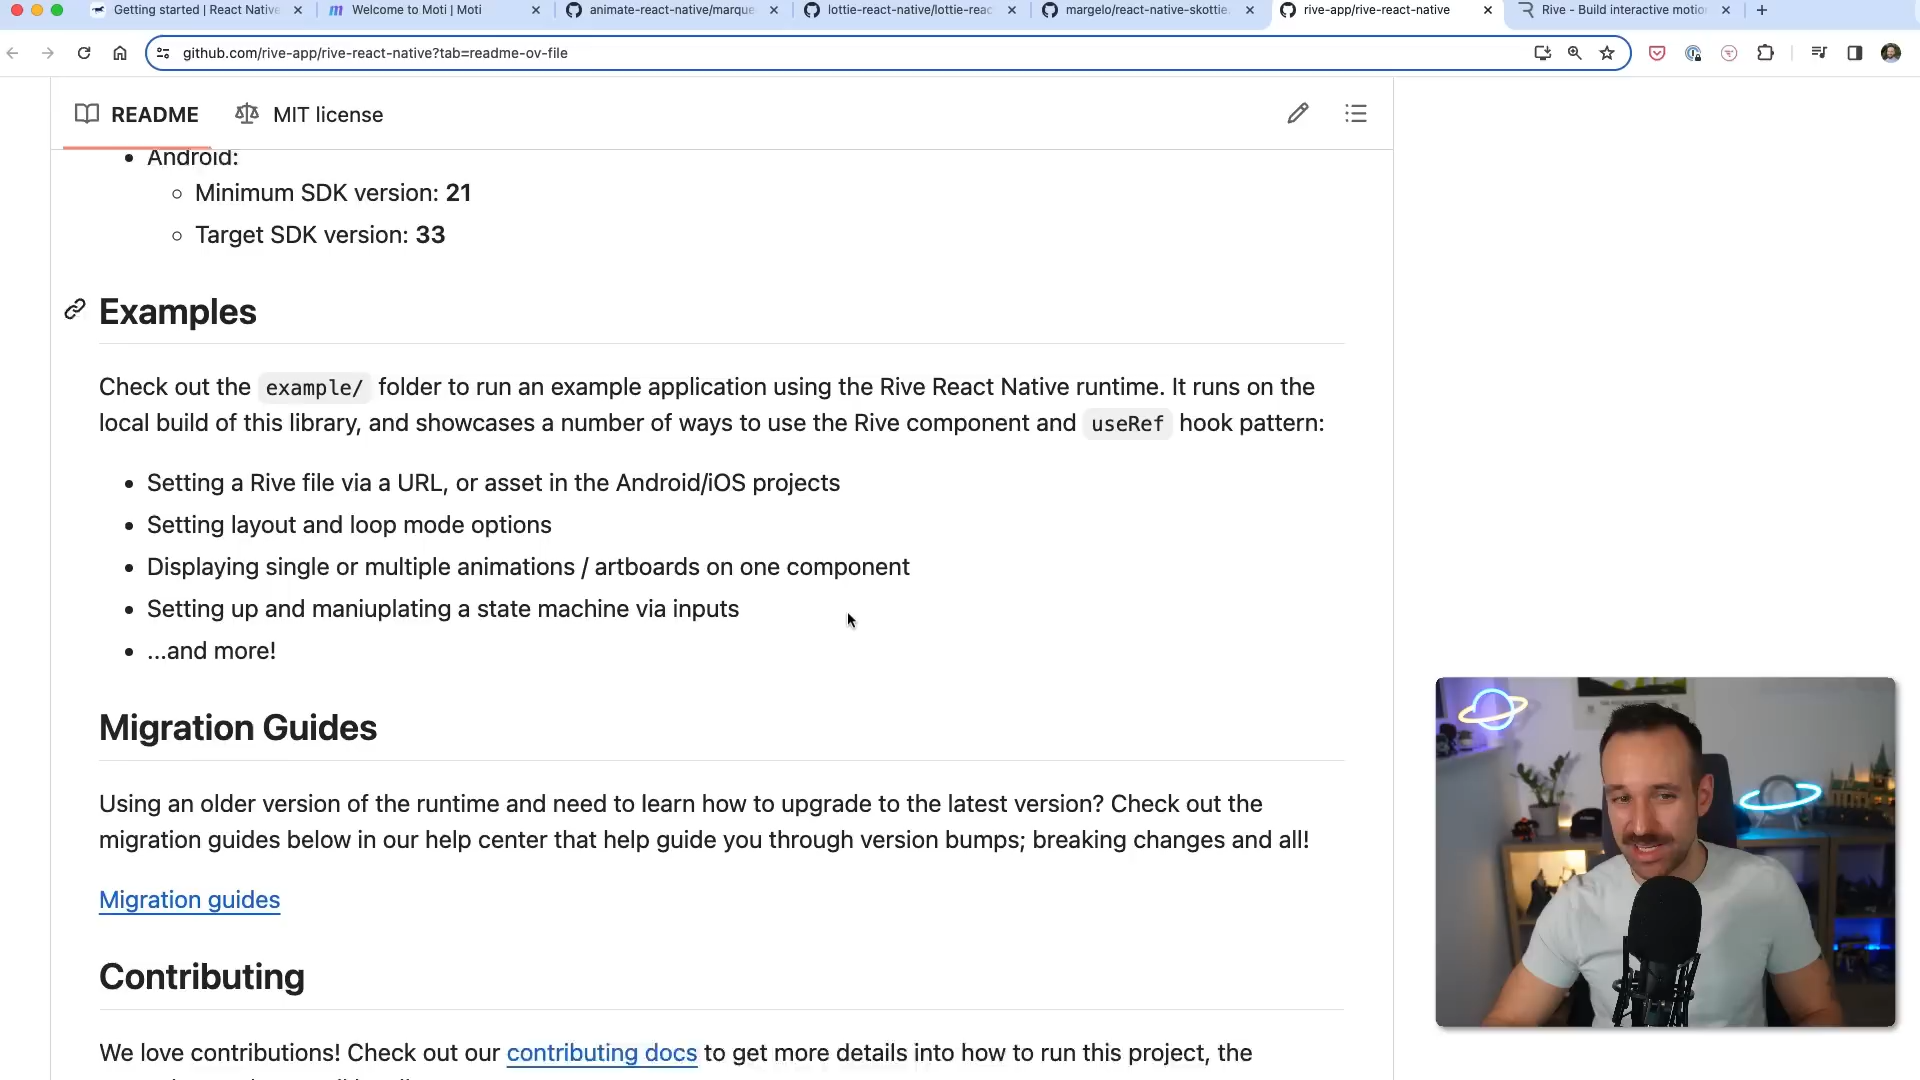 Getting started | React Native
Welcome to Moti | Moti
animate-react-native/marque
lottie-react-native/lottie-reac
margelo/react-native-skottie
rive-app/rive-react-native
Rive - Build interactive motio
github.com/rive-app/rive-react-native?tab=readme-ov-file
README
MIT license
Android:
Minimum SDK version: 21
Target SDK version: 33
Examples
Check out the example/ folder to run an example application using the Rive React Native runtime. It runs on the
local build of this library, and showcases a number of ways to use the Rive component and useRef hook pattern:
Setting a Rive file via a URL, or asset in the Android/iOS projects
Setting layout and loop mode options
Displaying single or multiple animations / artboards on one component
Setting up and maniuplating a state machine via inputs
...and more!
Migration Guides
Using an older version of the runtime and need to learn how to upgrade to the latest version? Check out the
migration guides below in our help center that help guide you through version bumps; breaking changes and all!
Migration guides
Contributing
We love contributions! Check out our contributing docs to get more details into how to run this project, the